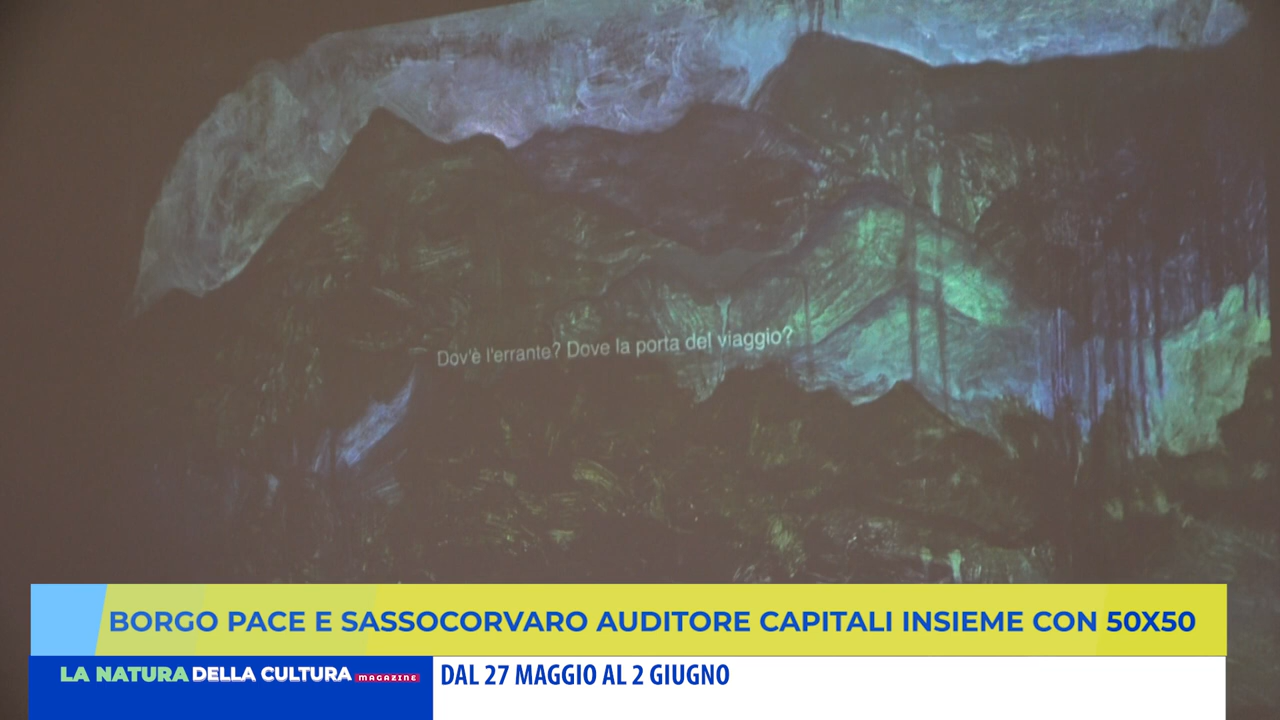 Dov'è l'errante? Dove la porta del viaggio?
BORGO PACE E SASSOCORVARO AUDITORE CAPITALI INSIEME CON 50X50
LA NATURA DELLA CULTURA MAGAZINE
DAL 27 MAGGIO AL 2 GIUGNO